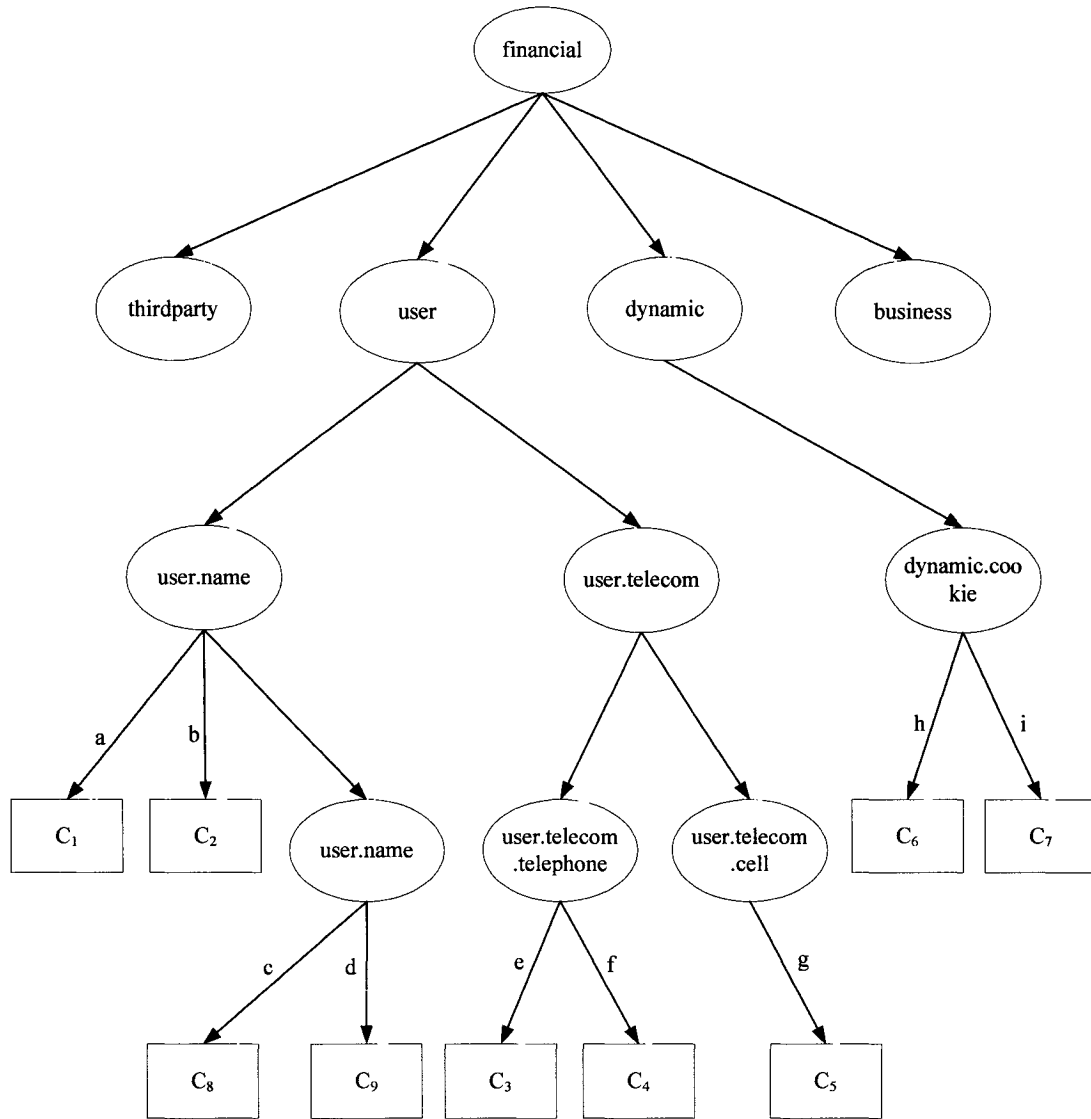 financial
thirdparty
user
dynamic
business
user.name
user.telecom
dynamic.coo
kie
a
b
h
i
C₁
C₂
user.name
user.telecom
.telephone
user.telecom
.cell
C₆
C₇
c
d
e
f
g
C₈
C₉
C₃
C₄
C₅